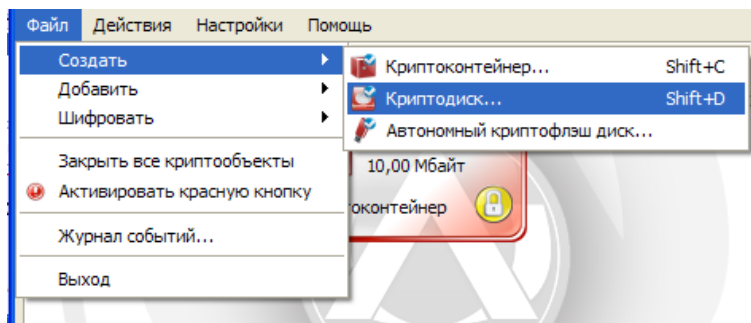 Файл Действия Настройки Помощь
Создать
Криптоконтейнер... Shift+C
Добавить
Криптодиск... Shift+D
Шифровать
Автономный криптофлэш диск...
Закрыть все криптообъекты
10,00 Мбайт
Активировать красную кнопку
токонтейнер
Журнал событий...
Выход